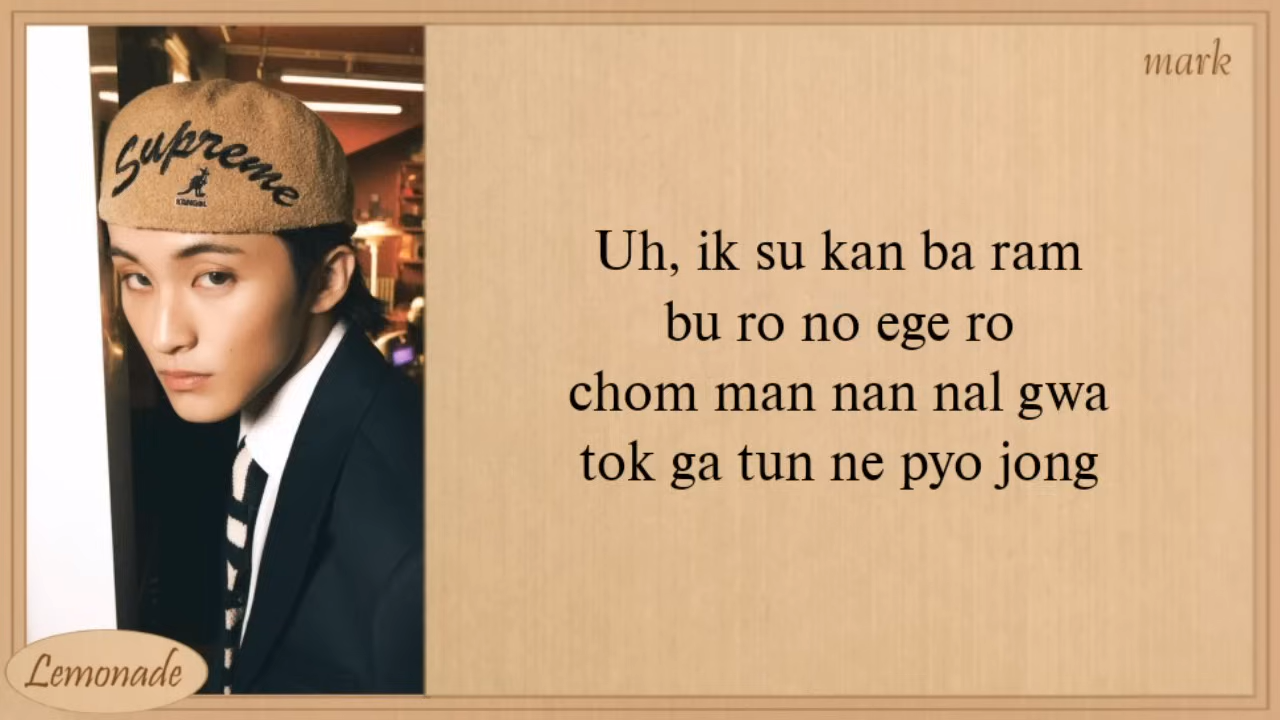 mark
Supreme
KANGOL
Uh, ik su kan ba ram
bu ro no ege ro
chom man nan nal gwa
tok ga tun ne pyo jong
Lemonade